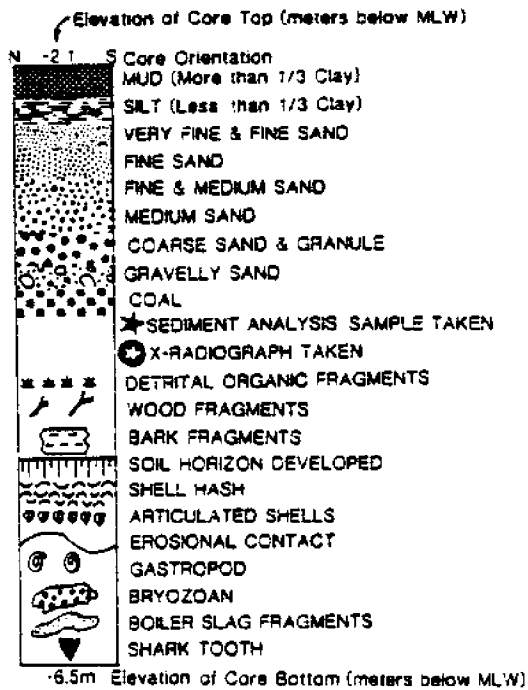 Elevation of Core Top (meters below MLW)
N -2.1 S Core Orientation
MUD (More than 1/3 Clay)
SILT (Less than 1/3 Clay)
VERY FINE & FINE SAND
FINE SAND
FINE & MEDIUM SAND
MEDIUM SAND
COARSE SAND & GRANULE
GRAVELLY SAND
COAL
SEDIMENT ANALYSIS SAMPLE TAKEN
X-RADIOGRAPH TAKEN
DETRITAL ORGANIC FRAGMENTS
WOOD FRAGMENTS
BARK FRAGMENTS
SOIL HORIZON DEVELOPED
SHELL HASH
ARTICULATED SHELLS
EROSIONAL CONTACT
GASTROPOD
BRYOZOAN
BOILER SLAG FRAGMENTS
SHARK TOOTH
-6.5m Elevation of Core Bottom (meters below MLW)